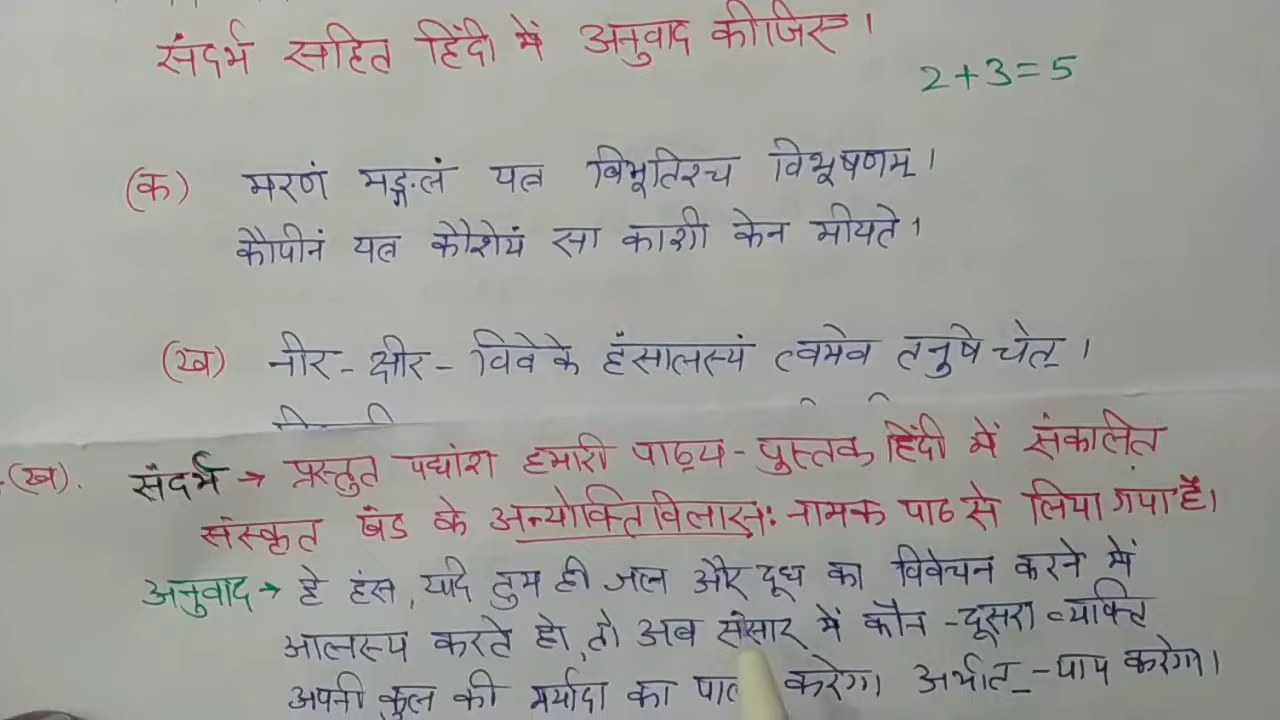 संदर्भ सहित हिंदी में अनुवाद कीजिए।
2+3=5
(क) मरणं मङ्गलं यत्र विभूतिश्च विभूषणम्।
कौपीनं यत्र कौशेयं सा काशी केन मीयते।
(ख) नीर-क्षीर-विवेके हंसालस्यं त्वमेव तनुषे चेत्।
(ख). संदर्भ → प्रस्तुत पद्यांश हमारी पाठ्य-पुस्तक हिंदी में संकलित
संस्कृत खंड के अन्योक्तिविलासः नामक पाठ से लिया गया है।
अनुवाद → हे हंस, यदि तुम ही जल और दूध का विवेचन करने में
आलस्य करते हो, तो अब संसार में कौन-दूसरा व्यक्ति
अपनी कुल की मर्यादा का करेगा अर्थात्-पाप करेगा।